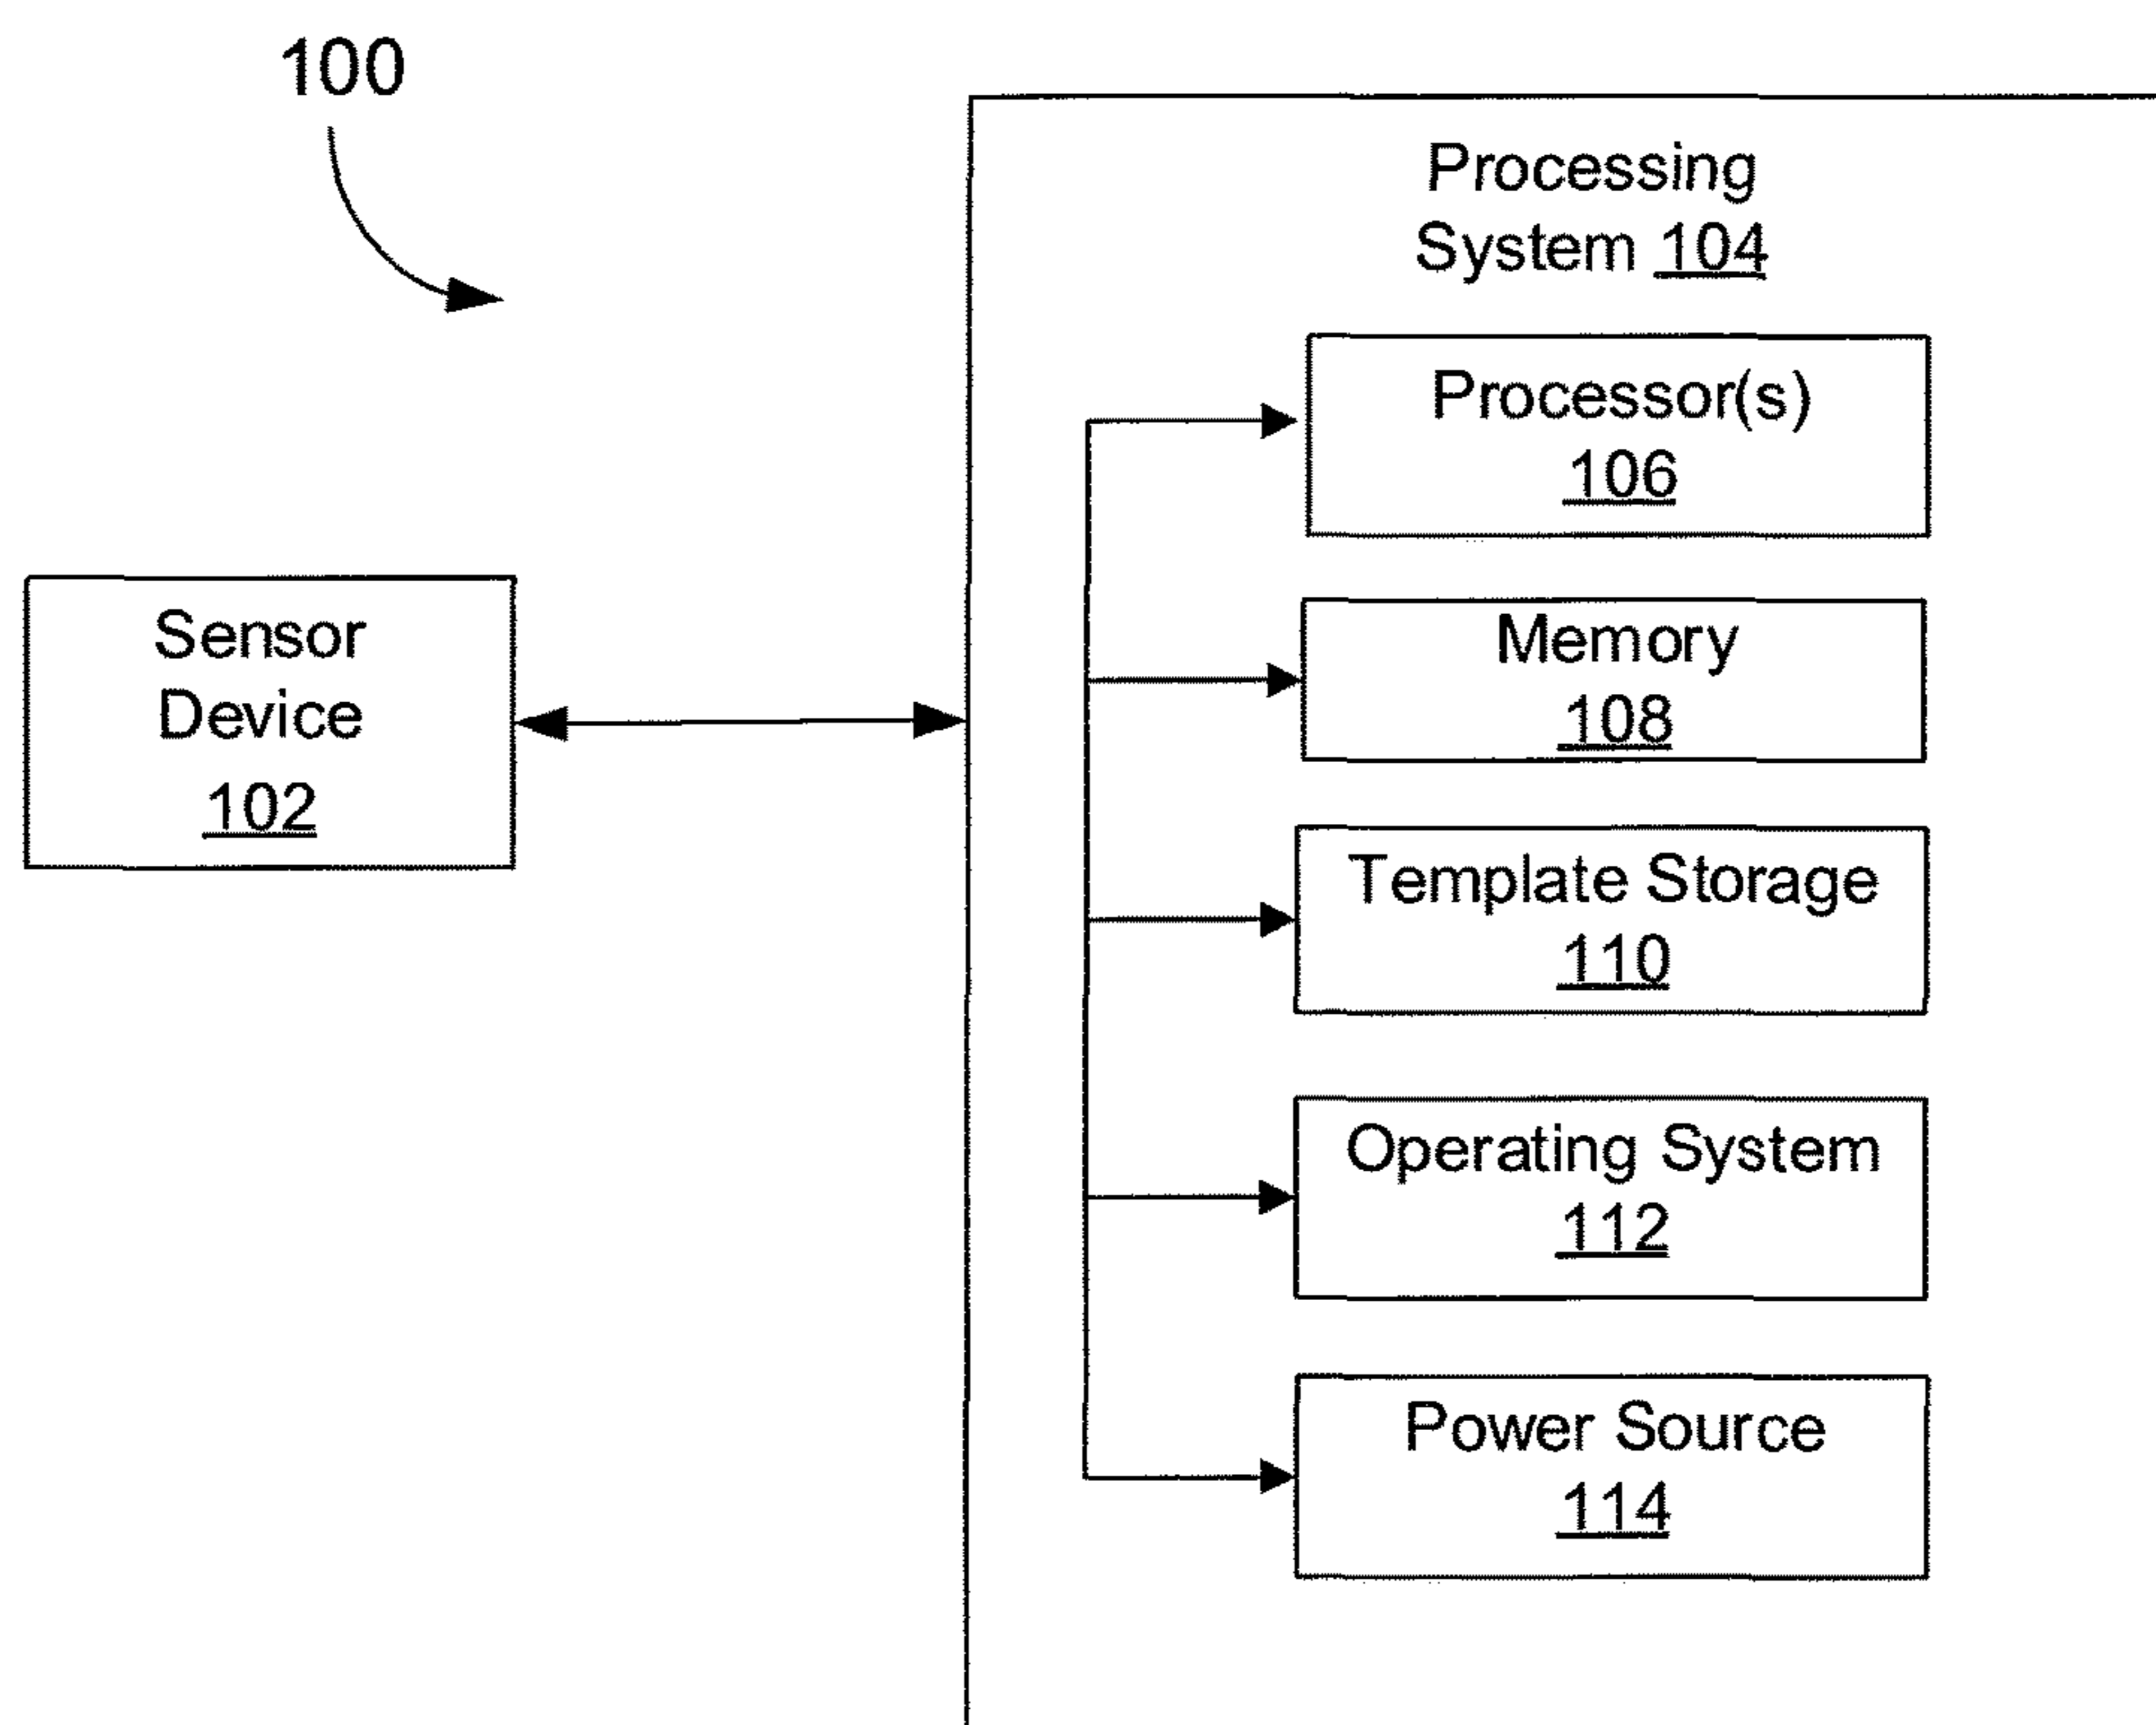 100
Processing
System 104
Processor(s)
106
Sensor
Device
102
Memory
108
Template Storage
110
Operating System
112
Power Source
114